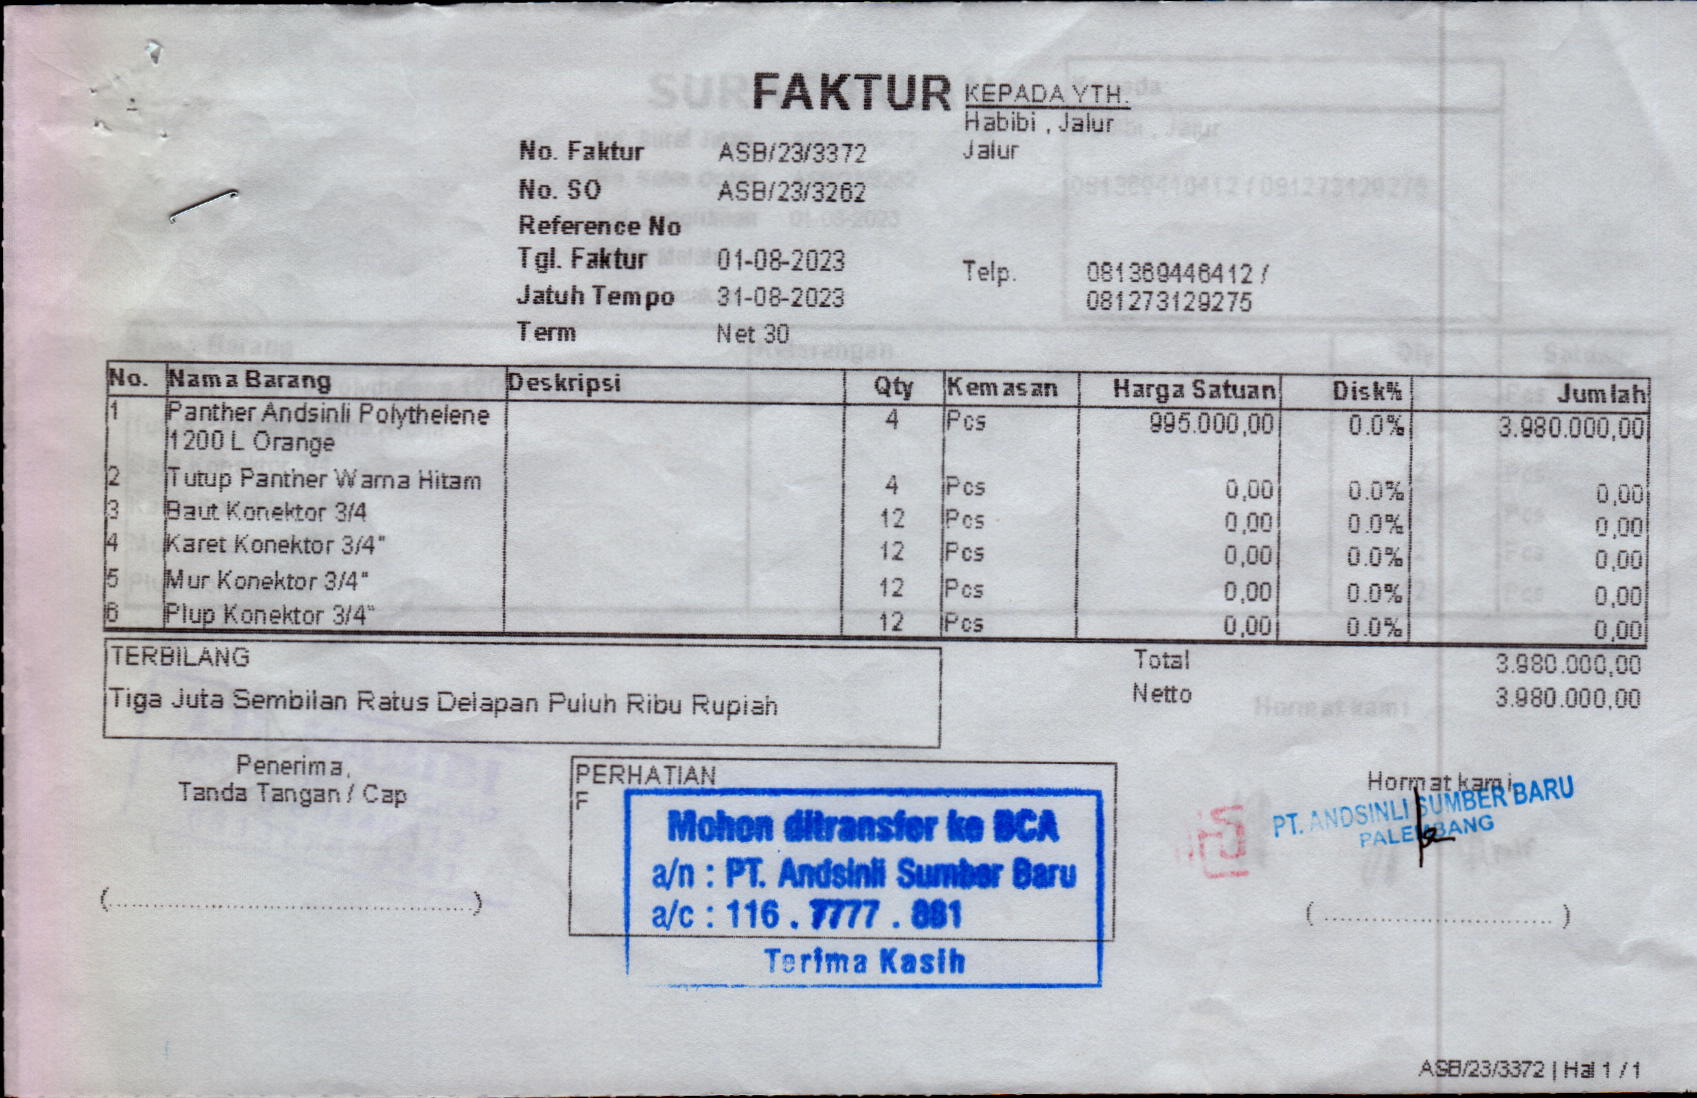 FAKTUR
KEPADA YTH.
Habibi , Jalur
Jalur
No. Faktur ASB/23/3372
No. SO ASB/23/3262
Reference No
Tgl. Faktur 01-08-2023
Jatuh Tempo 31-08-2023
Term Net 30
Telp. 081369446412 /
081273129275
No. Nama Barang Deskripsi Qty Kemasan Harga Satuan Disk% Jumlah
1 Panther Andsinli Polythelene 4 Pcs 995.000,00 0.0% 3.980.000,00
1200 L Orange
2 Tutup Panther Warna Hitam 4 Pcs 0,00 0.0% 0,00
3 Baut Konektor 3/4 12 Pcs 0,00 0.0% 0,00
4 Karet Konektor 3/4" 12 Pcs 0,00 0.0% 0,00
5 Mur Konektor 3/4" 12 Pcs 0,00 0.0% 0,00
6 Plup Konektor 3/4" 12 Pcs 0,00 0.0% 0,00
TERBILANG
Tiga Juta Sembilan Ratus Delapan Puluh Ribu Rupiah
Total 3.980.000,00
Netto 3.980.000,00
Penerima,
Tanda Tangan / Cap
(........................................)
PERHATIAN
F
Mohon ditransfer ke BCA
a/n : PT. Andsinli Sumber Baru
a/c : 116 . 7777 . 881
Terima Kasih
Hormat kami,
PT. ANDSINLI SUMBER BARU
PALEMBANG
(..............................)
ASB/23/3372 | Hal 1 / 1